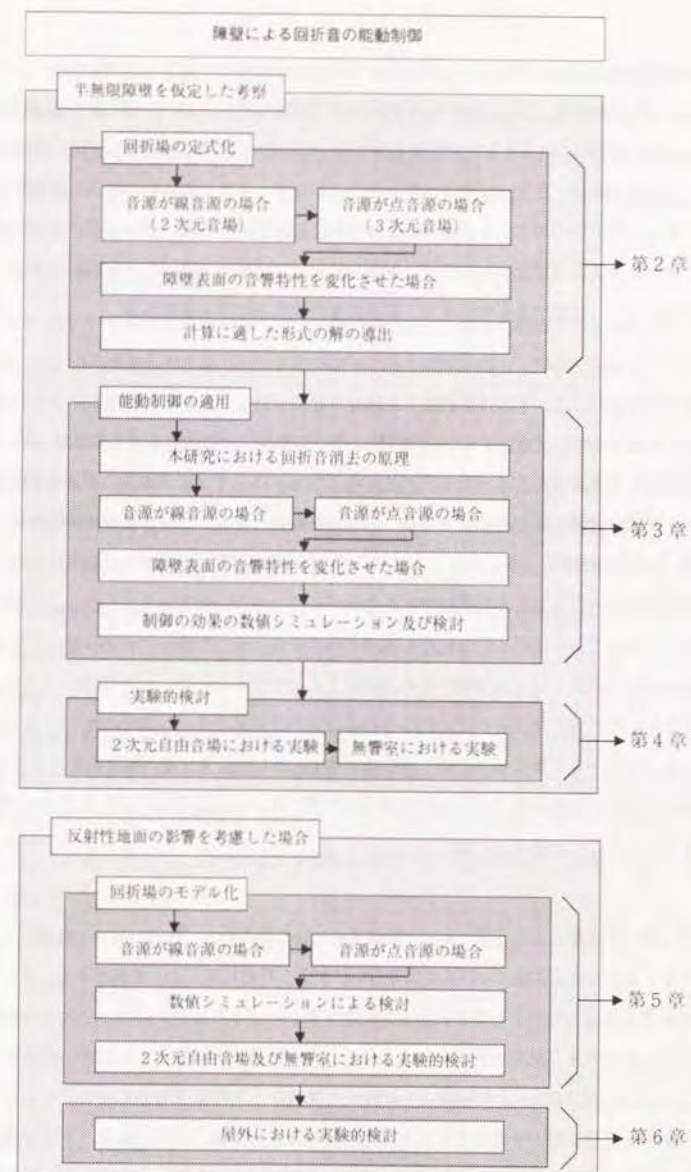 障壁による回折音の能動制御
半無限障壁を仮定した考察
回折場の定式化
音源が線音源の場合
(2次元音場)
音源が点音源の場合
(3次元音場)
障壁表面の音響特性を変化させた場合
計算に適した形式の解の導出
第2章
能動制御の適用
本研究における回折音消去の原理
音源が線音源の場合
音源が点音源の場合
障壁表面の音響特性を変化させた場合
制御の効果の数値シミュレーション及び検討
第3章
実験的検討
2次元自由音場における実験
無響室における実験
第4章
反射性地面の影響を考慮した場合
回折場のモデル化
音源が線音源の場合
音源が点音源の場合
数値シミュレーションによる検討
2次元自由音場及び無響室における実験的検討
第5章
屋外における実験的検討
第6章